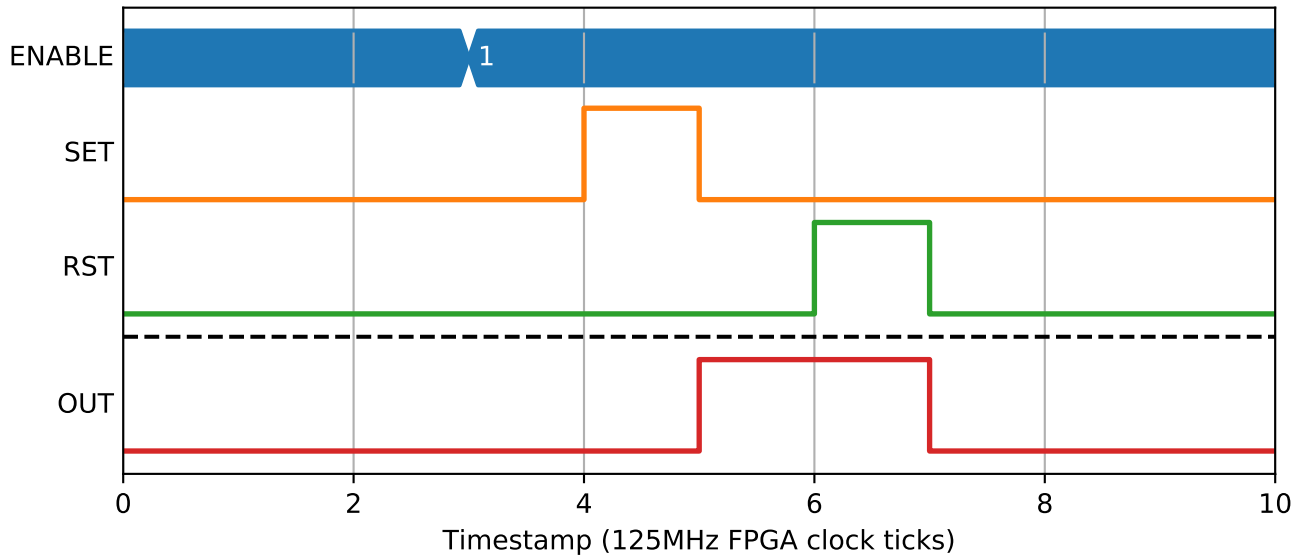 ENABLE
1
SET
RST
OUT
0 2 4 6 8 10
Timestamp (125MHz FPGA clock ticks)